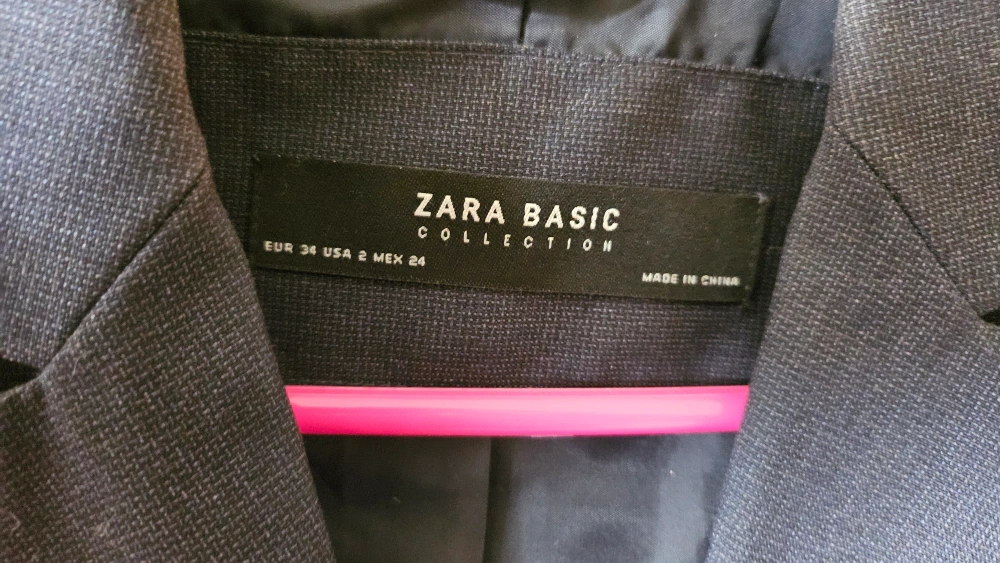 ZARA BASIC
COLLECTION
EUR 34 USA 2 MEX 24
MADE IN CHINA